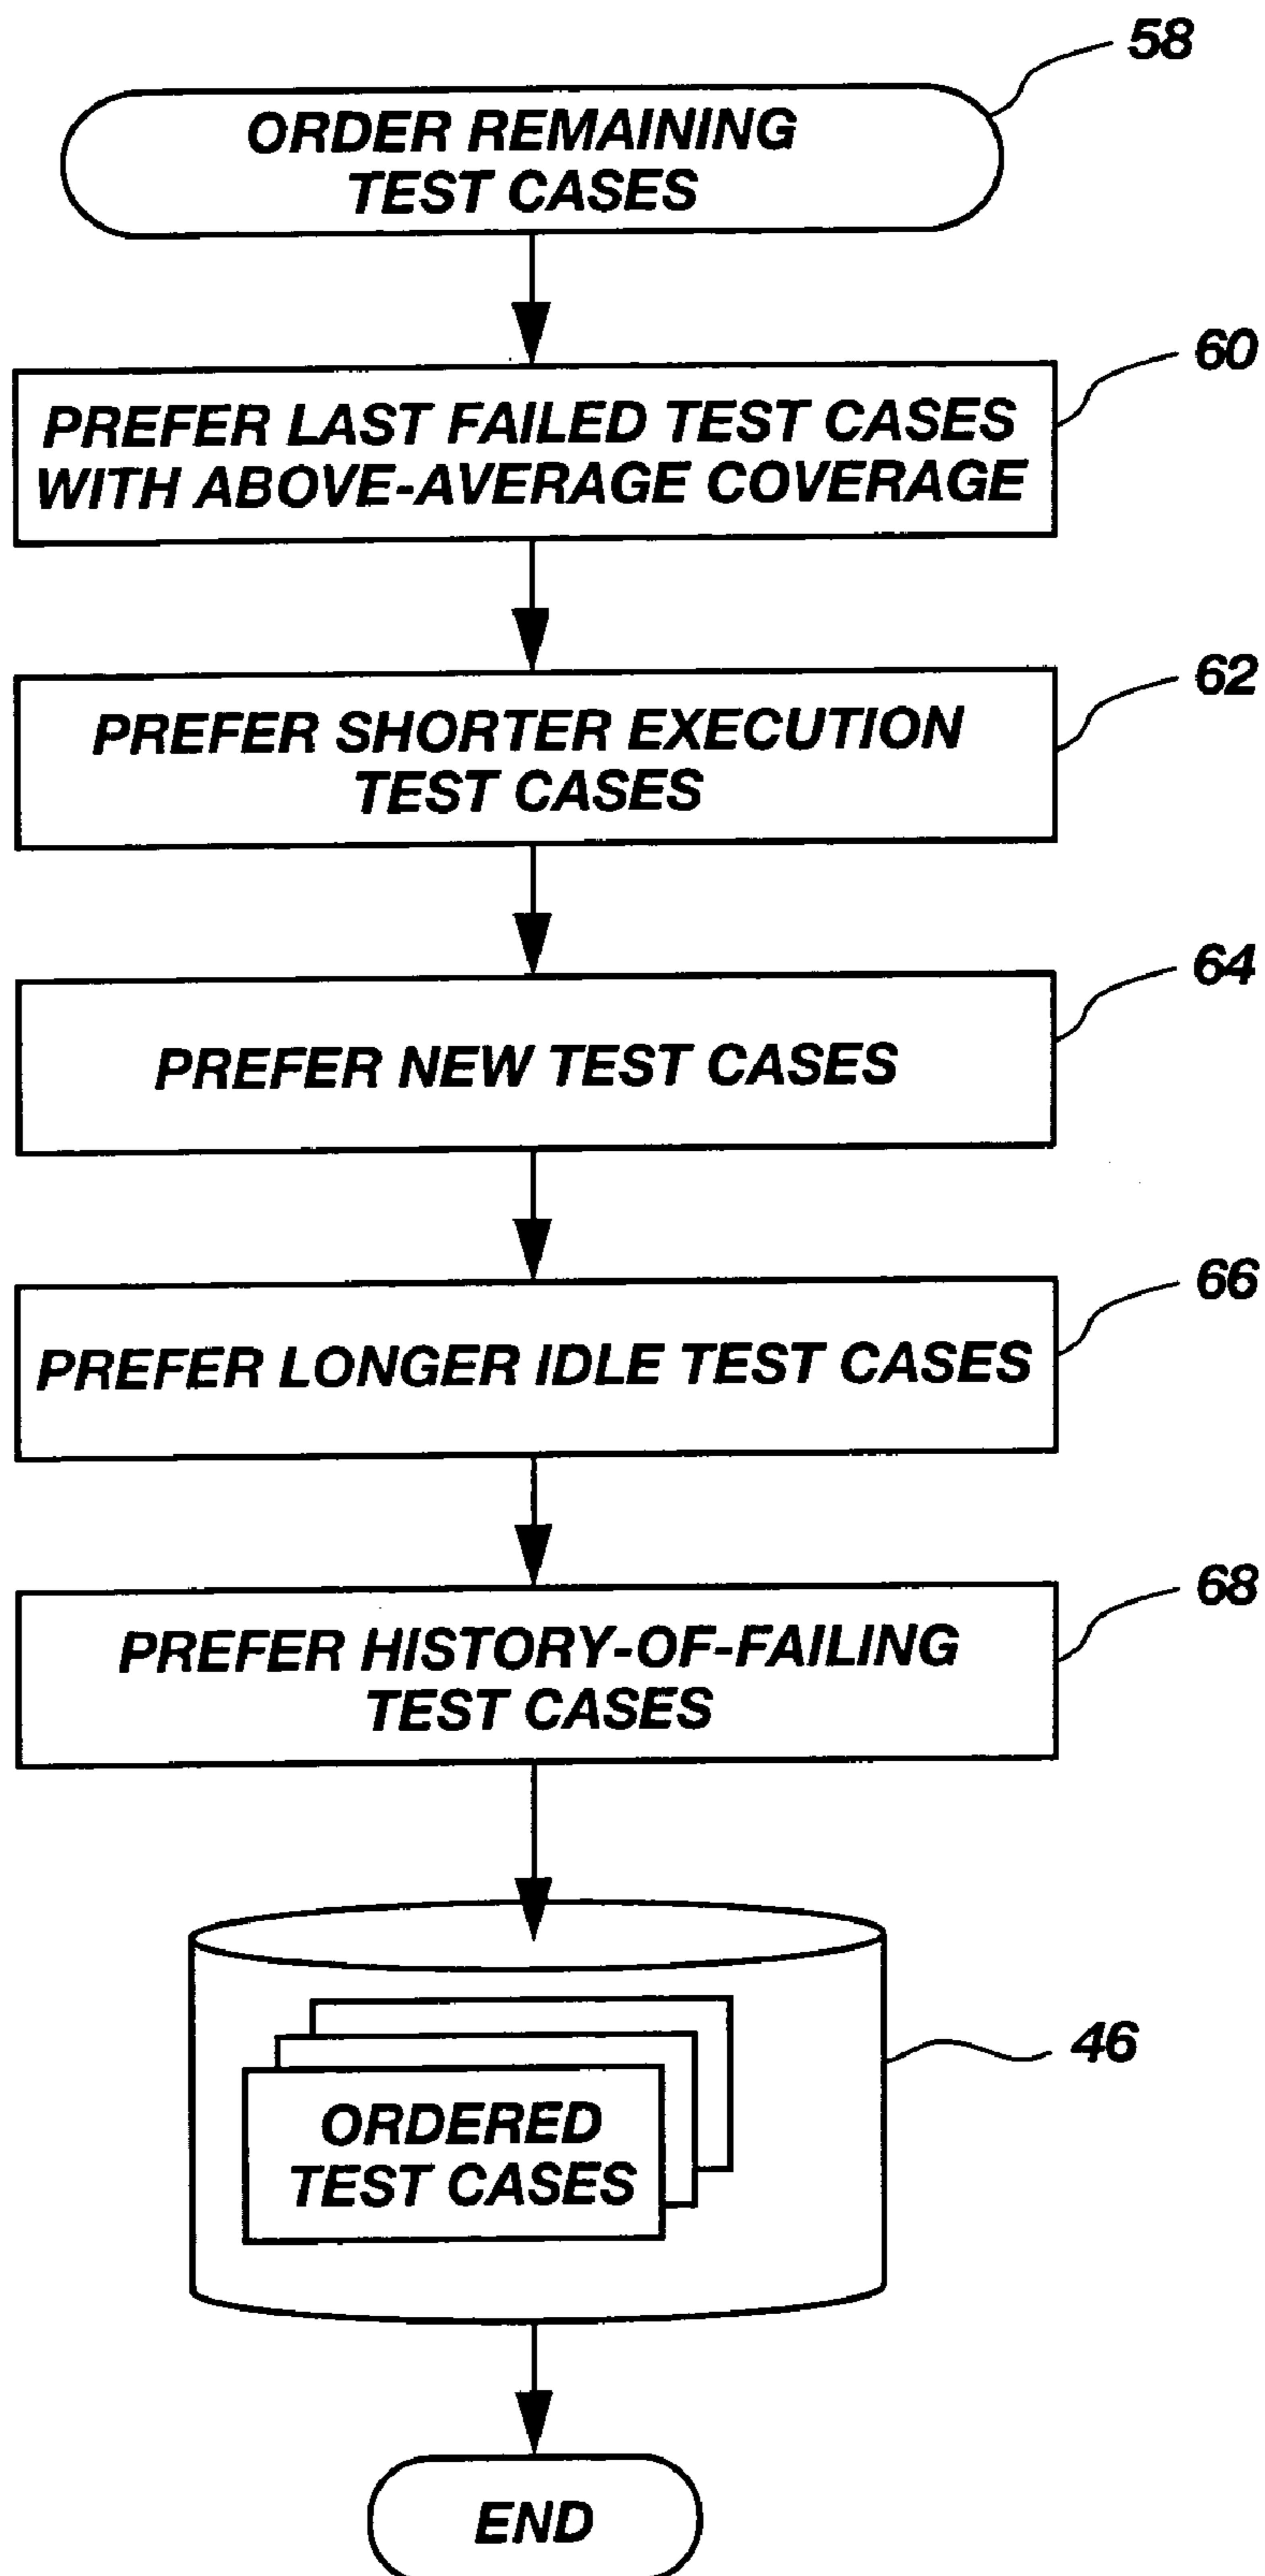 58
ORDER REMAINING
TEST CASES
60
PREFER LAST FAILED TEST CASES
WITH ABOVE-AVERAGE COVERAGE
62
PREFER SHORTER EXECUTION
TEST CASES
64
PREFER NEW TEST CASES
66
PREFER LONGER IDLE TEST CASES
68
PREFER HISTORY-OF-FAILING
TEST CASES
46
ORDERED
TEST CASES
END